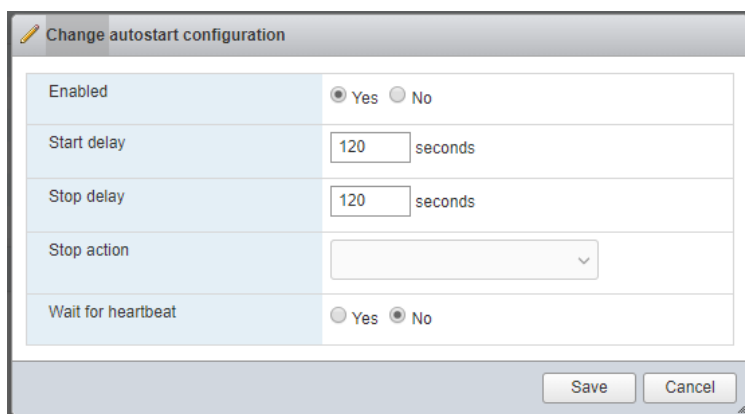 Change autostart configuration
Enabled Yes No
Start delay 120 seconds
Stop delay 120 seconds
Stop action
Wait for heartbeat Yes No
Save Cancel